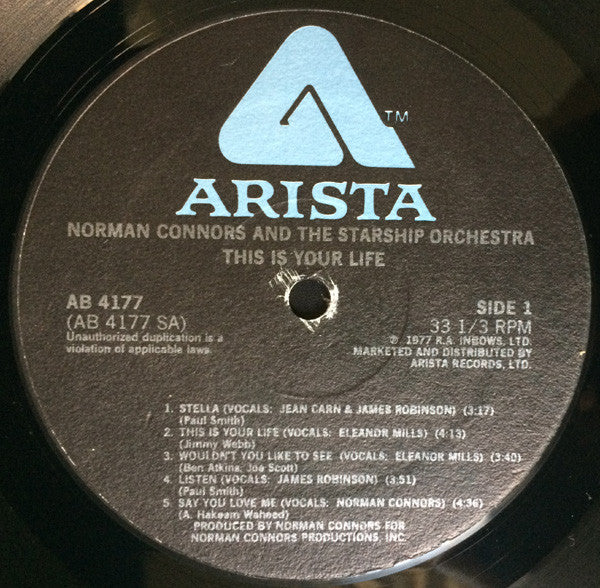 TM
ARISTA
NORMAN CONNORS AND THE STARSHIP ORCHESTRA
THIS IS YOUR LIFE
AB 4177
(AB 4177 SA)
Unauthorized duplication is a
violation of applicable laws.
SIDE 1
33 1/3 RPM
℗ 1977 R.A. INBOWS, LTD.
MARKETED AND DISTRIBUTED BY
ARISTA RECORDS, LTD.
1. STELLA (VOCALS: JEAN CARN & JAMES ROBINSON) (3:17)
(Paul Smith)
2. THIS IS YOUR LIFE (VOCALS: ELEANOR MILLS) (4:13)
(Jimmy Webb)
3. WOULDN'T YOU LIKE TO SEE (VOCALS: ELEANOR MILLS) (3:40)
(Ben Atkins, Joe Scott)
4. LISTEN (VOCALS: JAMES ROBINSON) (3:51)
(Paul Smith)
5. SAY YOU LOVE ME (VOCALS: NORMAN CONNORS) (4:36)
(A. Hakeem Waheed)
PRODUCED BY NORMAN CONNORS FOR
NORMAN CONNORS PRODUCTIONS, INC.